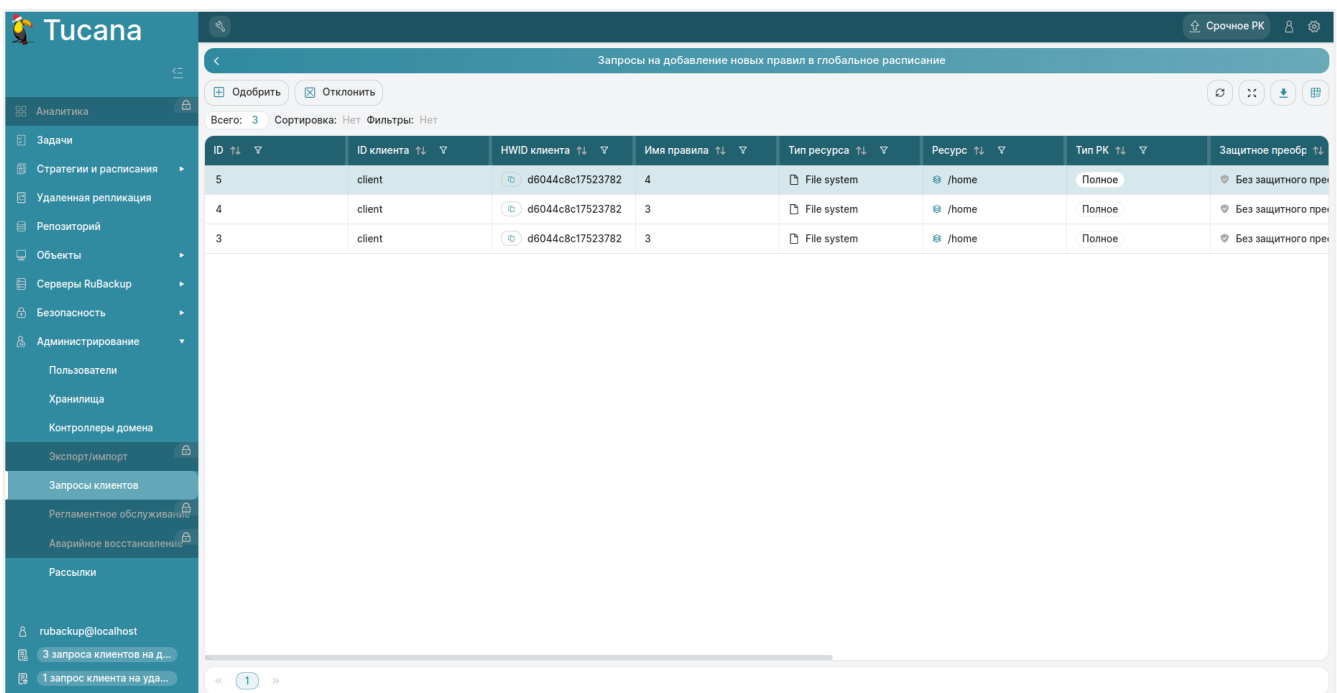 Tucana
Срочное РК
Запросы на добавление новых правил в глобальное расписание
Одобрить Отклонить
Всего: 3 Сортировка: Нет Фильтры: Нет
ID ID клиента HWID клиента Имя правила Тип ресурса Ресурс Тип РК Защитное преобр
5 client d6044c8c17523782 4 File system /home Полное Без защитного прео
4 client d6044c8c17523782 3 File system /home Полное Без защитного прео
3 client d6044c8c17523782 3 File system /home Полное Без защитного прео
Аналитика
Задачи
Стратегии и расписания
Удаленная репликация
Репозиторий
Объекты
Серверы RuBackup
Безопасность
Администрирование
Пользователи
Хранилища
Контроллеры домена
Экспорт/импорт
Запросы клиентов
Регламентное обслуживание
Аварийное восстановление
Рассылки
rubackup@localhost
3 запроса клиентов на д...
1 запрос клиента на уда...
« 1 »